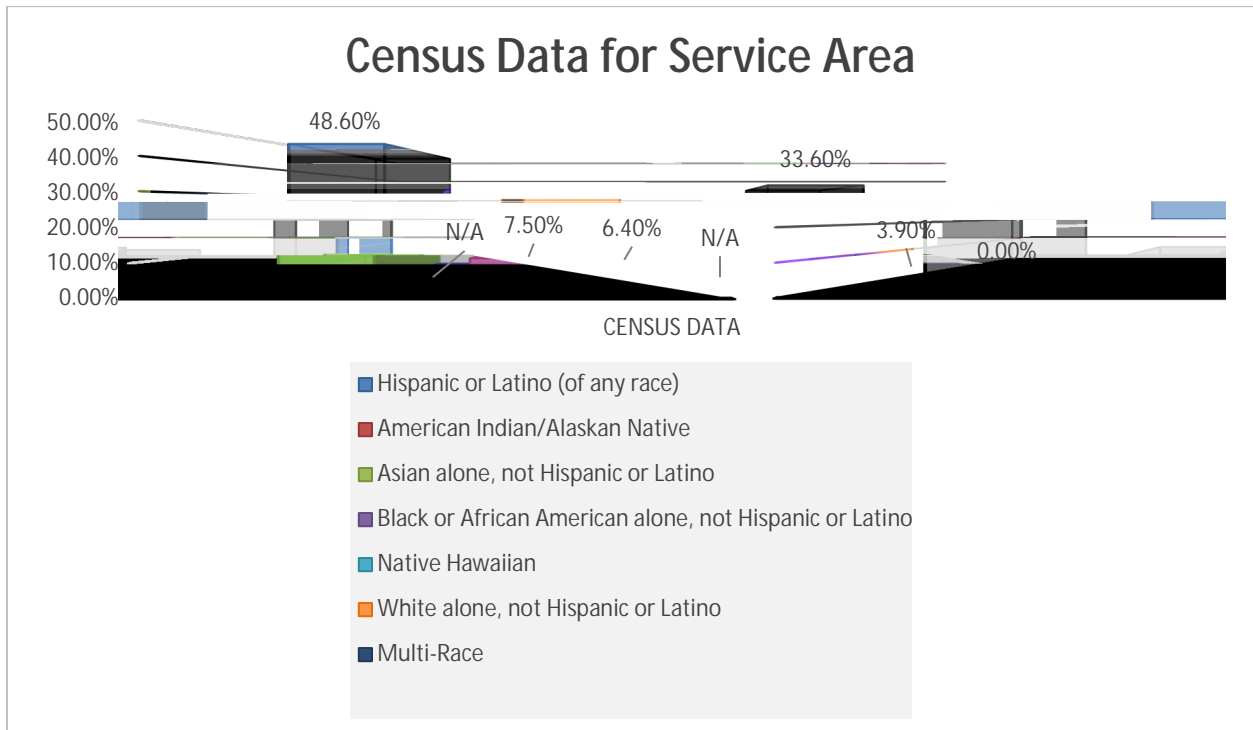 Census Data for Service Area
50.00%
40.00%
30.00%
20.00%
10.00%
0.00%
48.60%
N/A
7.50%
6.40%
N/A
33.60%
3.90%
0.00%
CENSUS DATA
Hispanic or Latino (of any race)
American Indian/Alaskan Native
Asian alone, not Hispanic or Latino
Black or African American alone, not Hispanic or Latino
Native Hawaiian
White alone, not Hispanic or Latino
Multi-Race